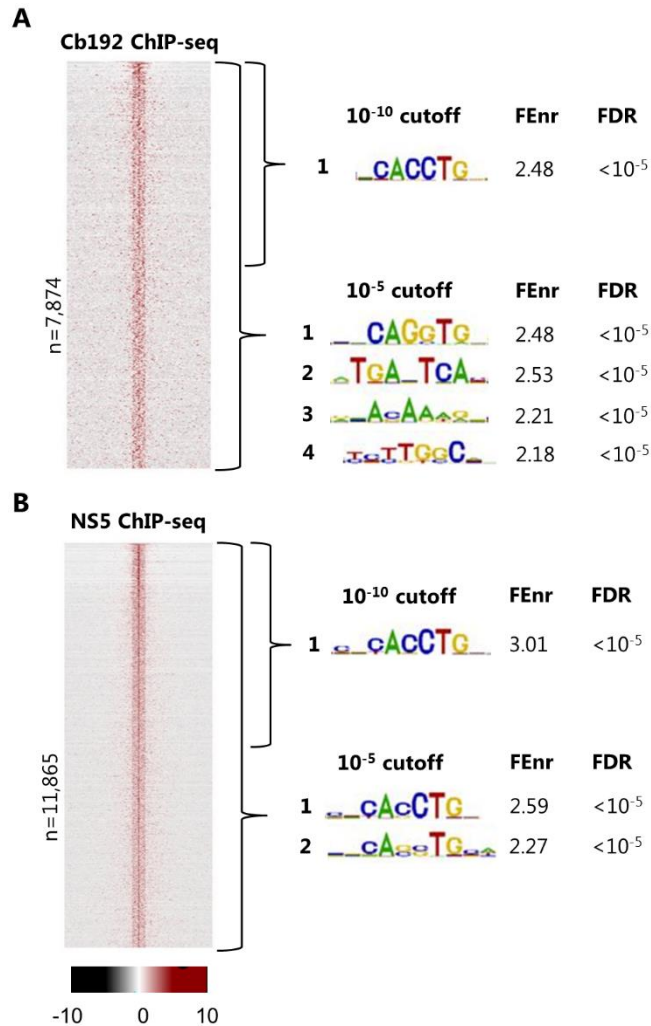 A
Cb192 ChIP-seq
10-10 cutoff FEnr FDR
1 CACCTG 2.48 <10-5
n=7,874
10-5 cutoff FEnr FDR
1 CAGGTG 2.48 <10-5
2 TGA TCA 2.53 <10-5
3 ACAAAG 2.21 <10-5
4 TCTTGGC 2.18 <10-5
B
NS5 ChIP-seq
10-10 cutoff FEnr FDR
1 C CACCTG 3.01 <10-5
n=11,865
10-5 cutoff FEnr FDR
1 CACCTG 2.59 <10-5
2 CAGCTG 2.27 <10-5
-10 0 10